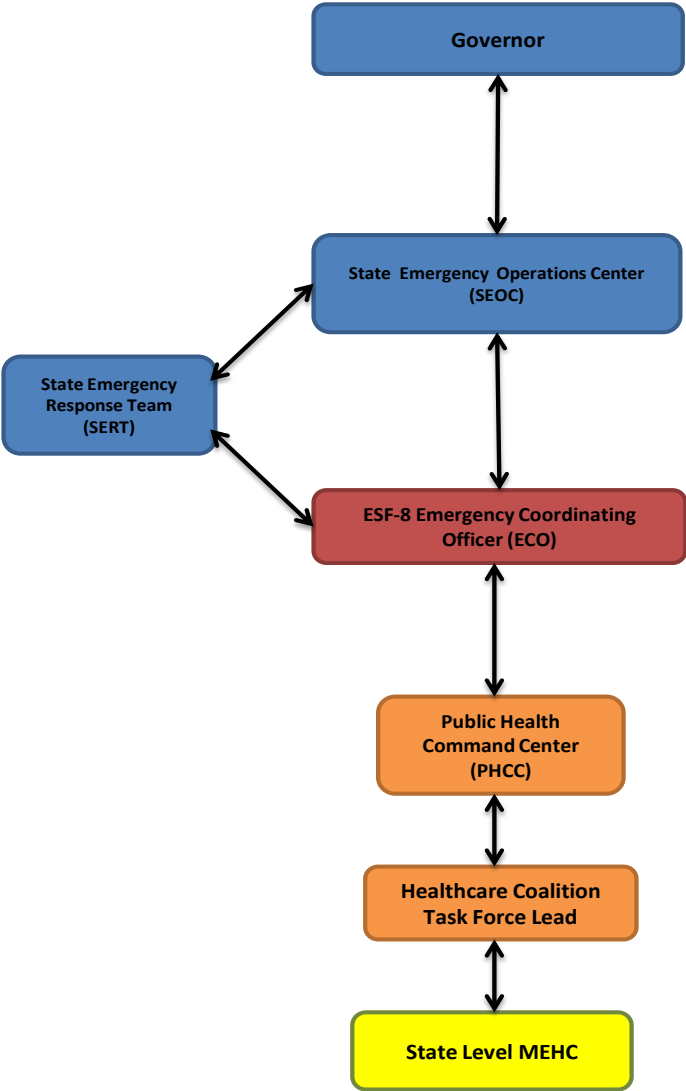 Governor
State Emergency Operations Center
(SEOC)
State Emergency
Response Team
(SERT)
ESF-8 Emergency Coordinating
Officer (ECO)
Public Health
Command Center
(PHCC)
Healthcare Coalition
Task Force Lead
State Level MEHC